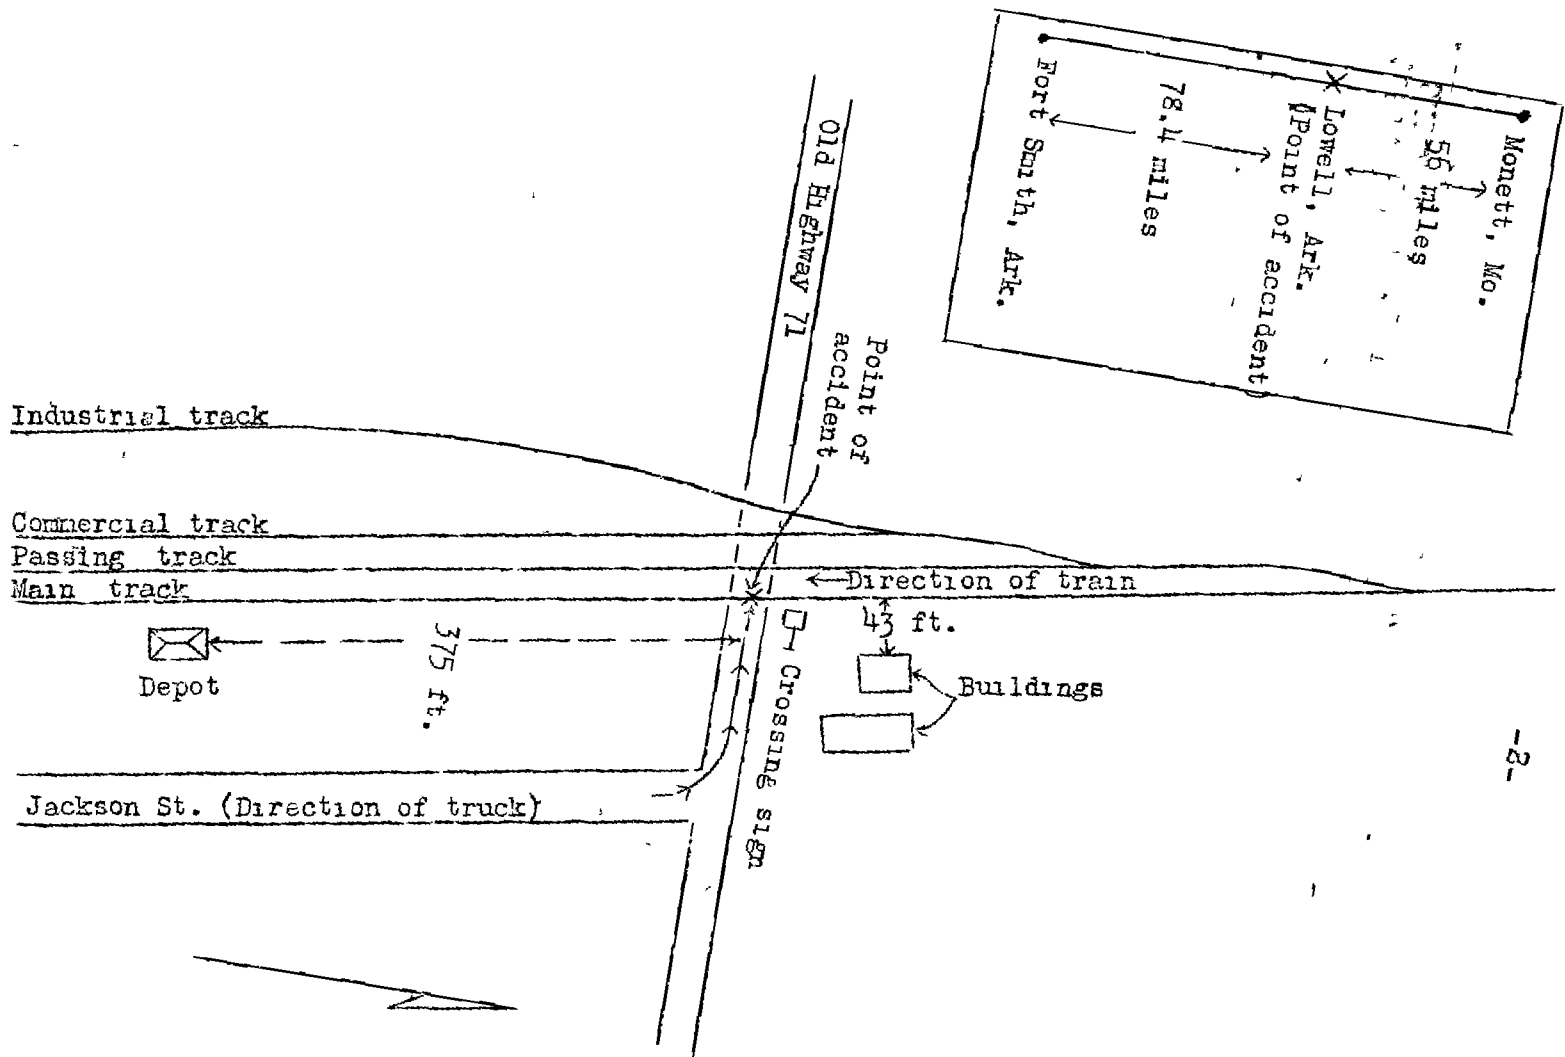 Monett, Mo.
56 miles
Lowell, Ark.
(Point of accident)
78.4 miles
Fort Smith, Ark.
Old Highway 71
Point of
accident
Industrial track
Commercial track
Passing track
Main track
←Direction of train
43 ft.
375 ft.
Depot
Crossing sign
Buildings
Jackson St. (Direction of truck)
-2-